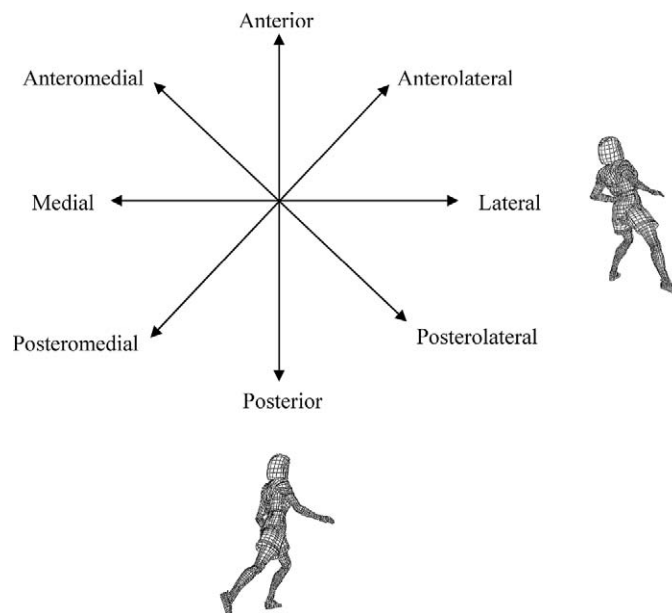 Anterior
Anteromedial
Anterolateral
Medial
Lateral
Posteromedial
Posterolateral
Posterior